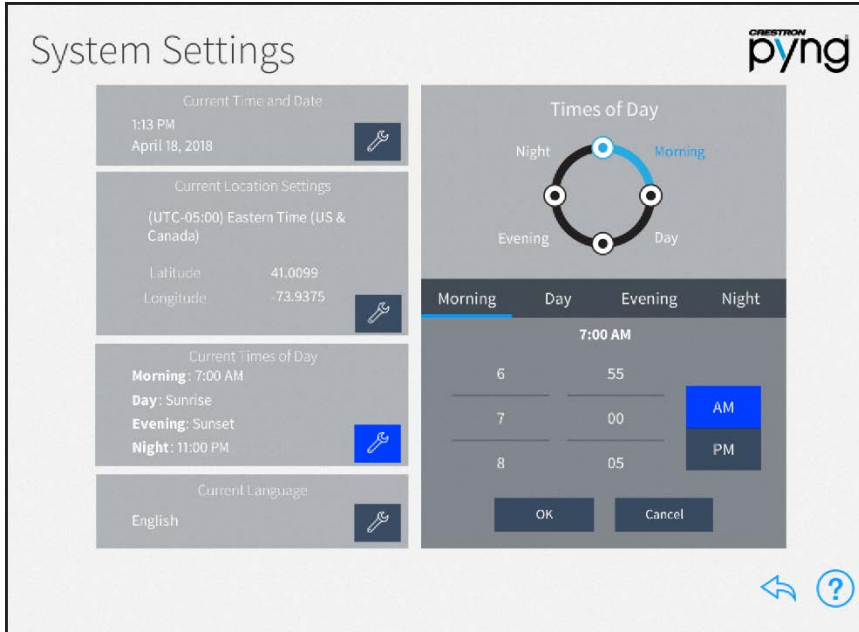 System Settings
CRESTRON
pyng
Current Time and Date
1:13 PM
April 18, 2018
Current Location Settings
(UTC-05:00) Eastern Time (US &
Canada)
Latitude 41.0099
Longitude -73.9375
Current Times of Day
Morning: 7:00 AM
Day: Sunrise
Evening: Sunset
Night: 11:00 PM
Current Language
English
Times of Day
Night Morning
Evening Day
Morning Day Evening Night
7:00 AM
6 55
7 00
8 05
AM
PM
OK Cancel
?